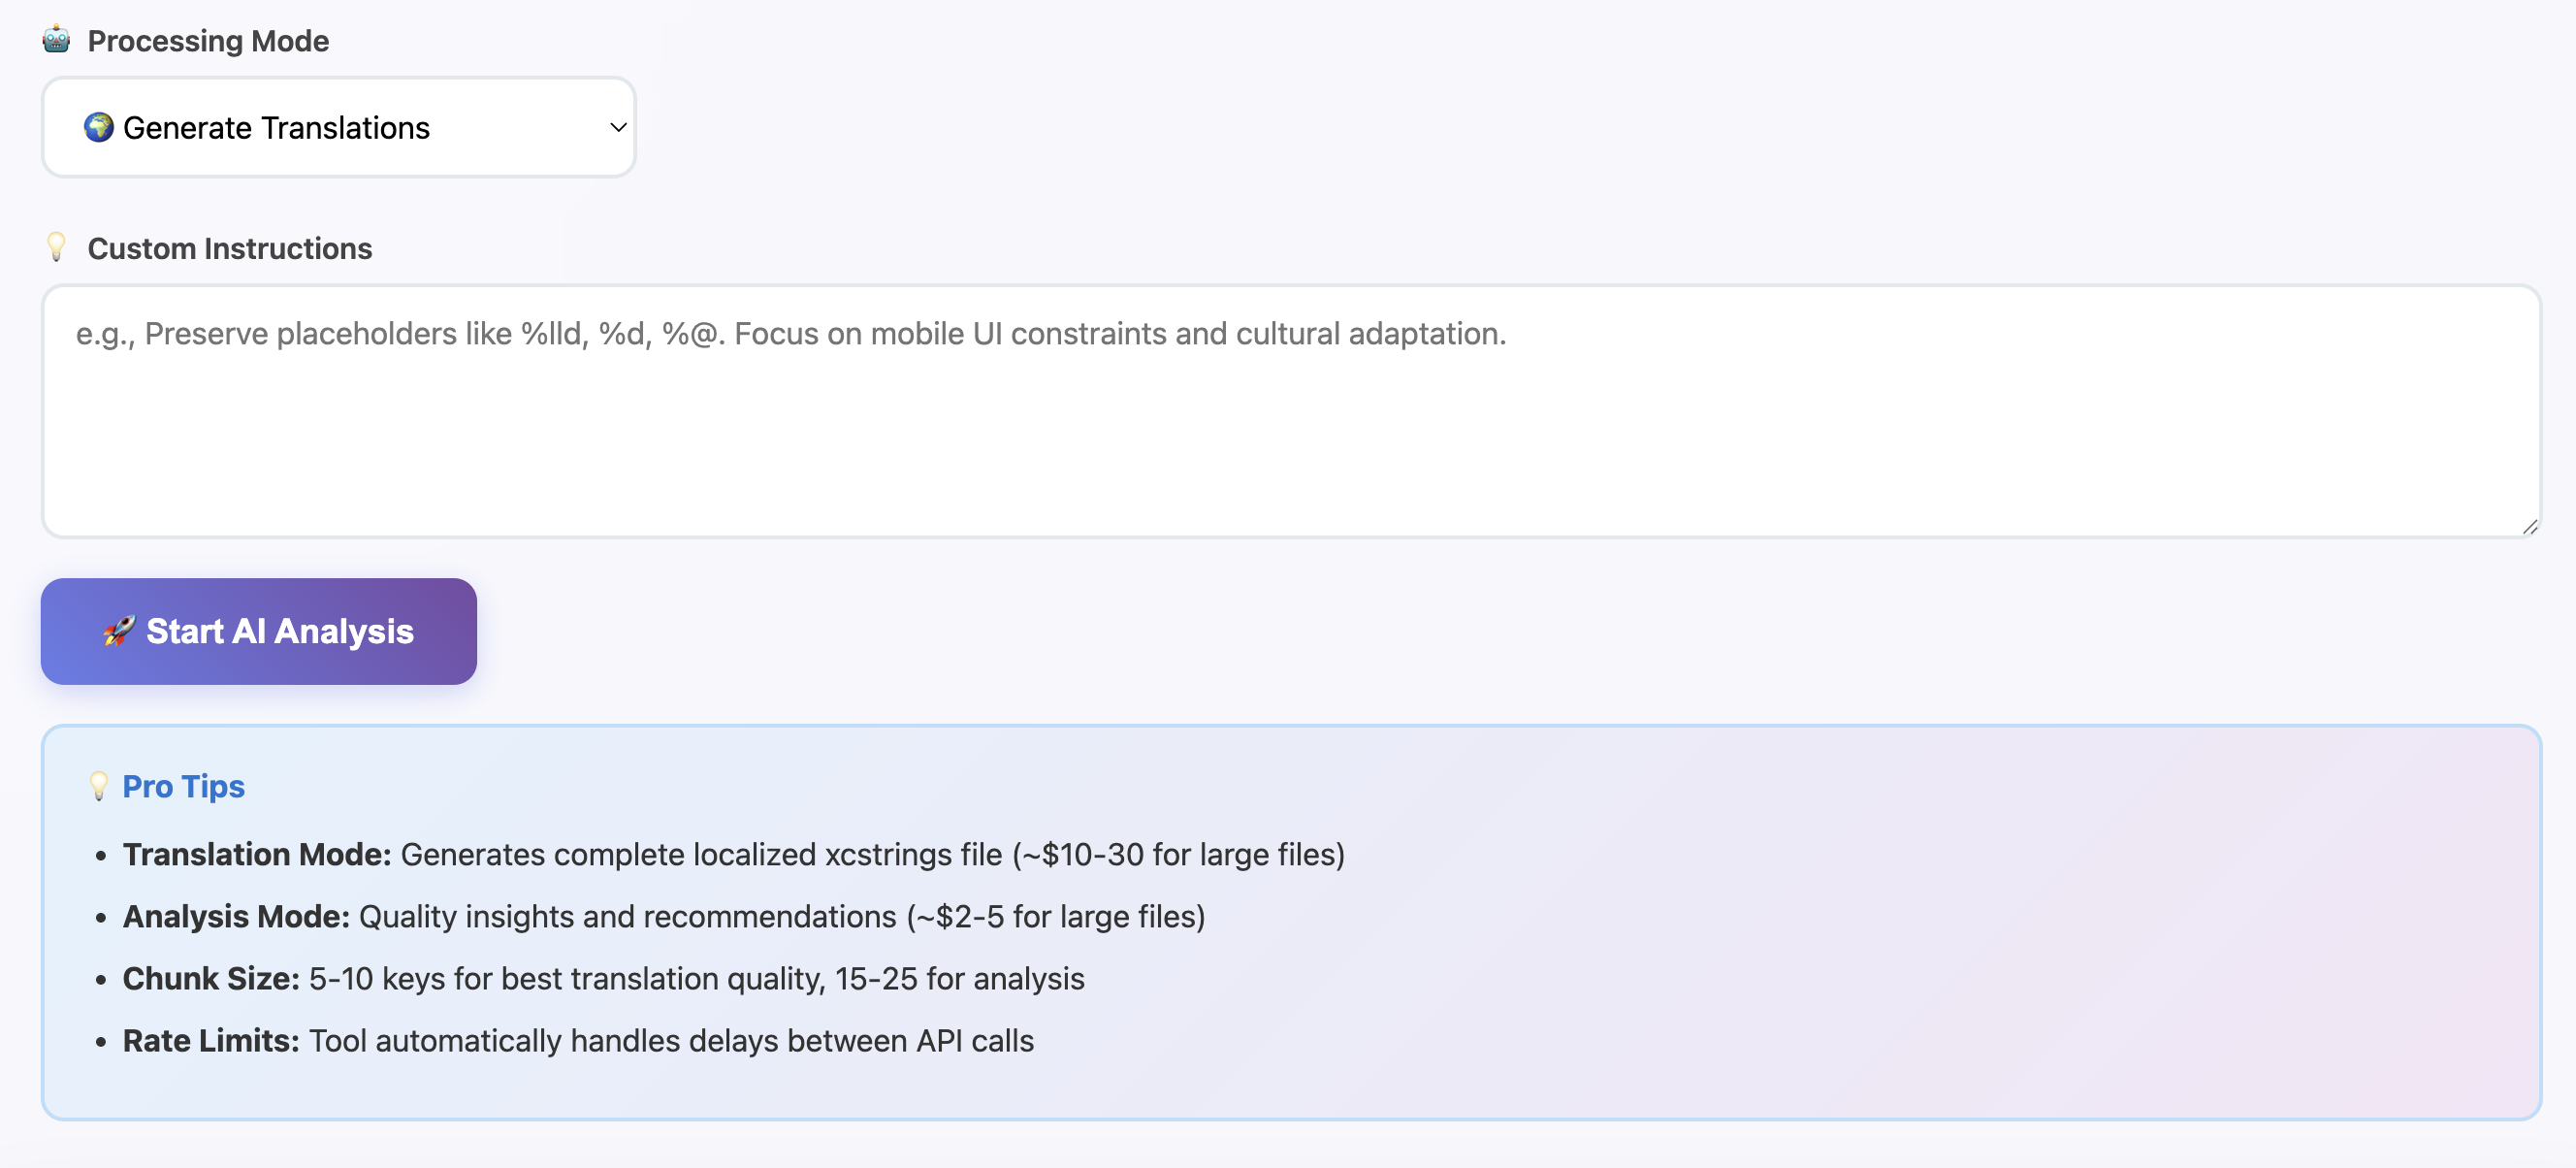 🤖 Processing Mode
🌍 Generate Translations
💡 Custom Instructions
e.g., Preserve placeholders like %lld, %d, %@. Focus on mobile UI constraints and cultural adaptation.
🚀 Start AI Analysis
💡 Pro Tips
• Translation Mode: Generates complete localized xcstrings file (~$10-30 for large files)
• Analysis Mode: Quality insights and recommendations (~$2-5 for large files)
• Chunk Size: 5-10 keys for best translation quality, 15-25 for analysis
• Rate Limits: Tool automatically handles delays between API calls